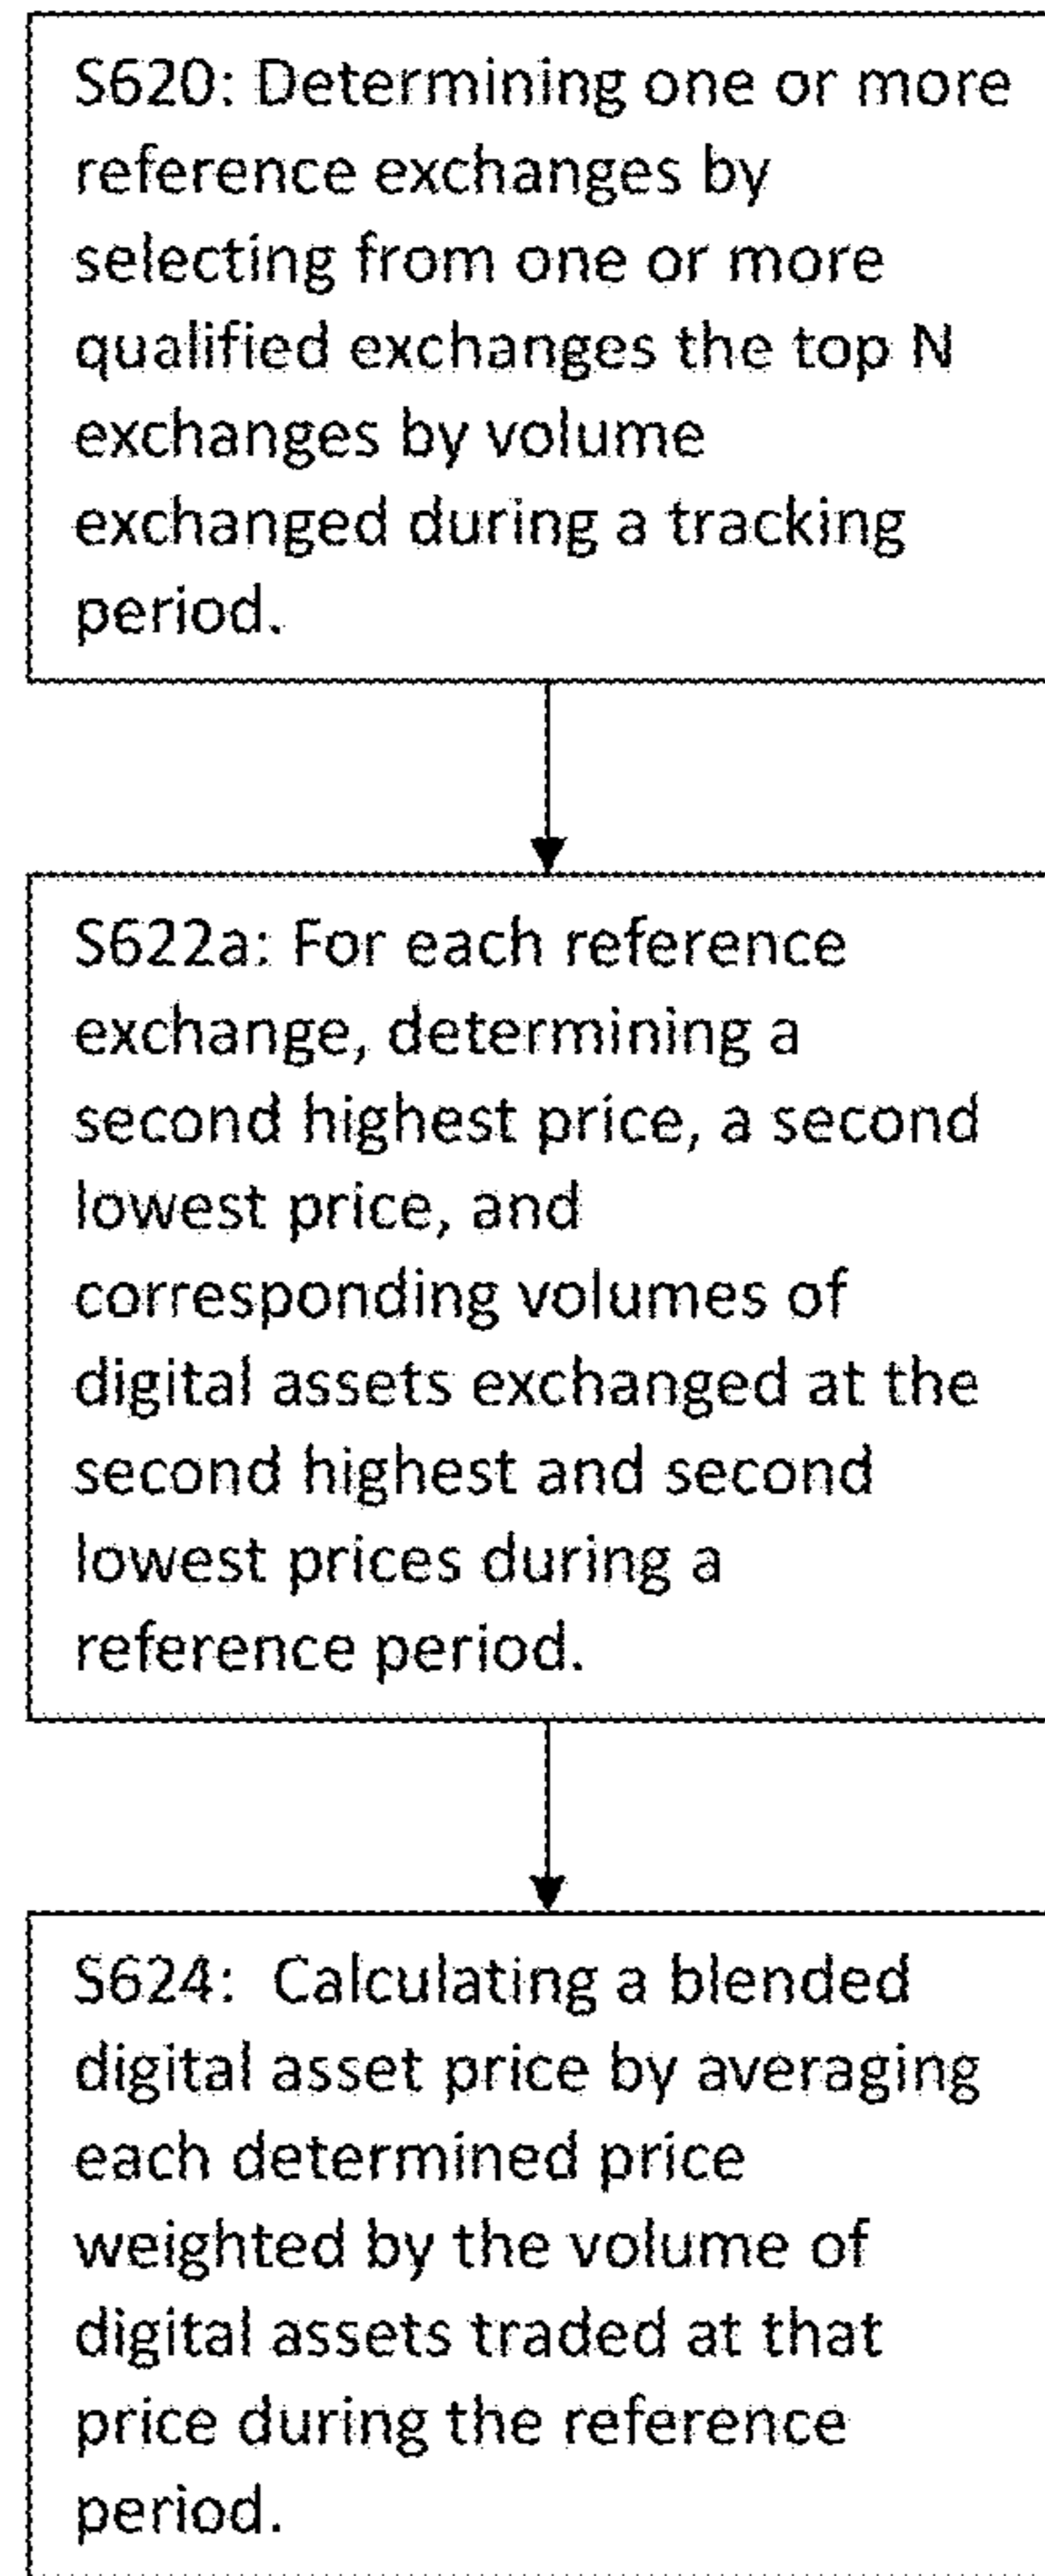 S620: Determining one or more
reference exchanges by
selecting from one or more
qualified exchanges the top N
exchanges by volume
exchanged during a tracking
period.
S622a: For each reference
exchange, determining a
second highest price, a second
lowest price, and
corresponding volumes of
digital assets exchanged at the
second highest and second
lowest prices during a
reference period.
S624:  Calculating a blended
digital asset price by averaging
each determined price
weighted by the volume of
digital assets traded at that
price during the reference
period.